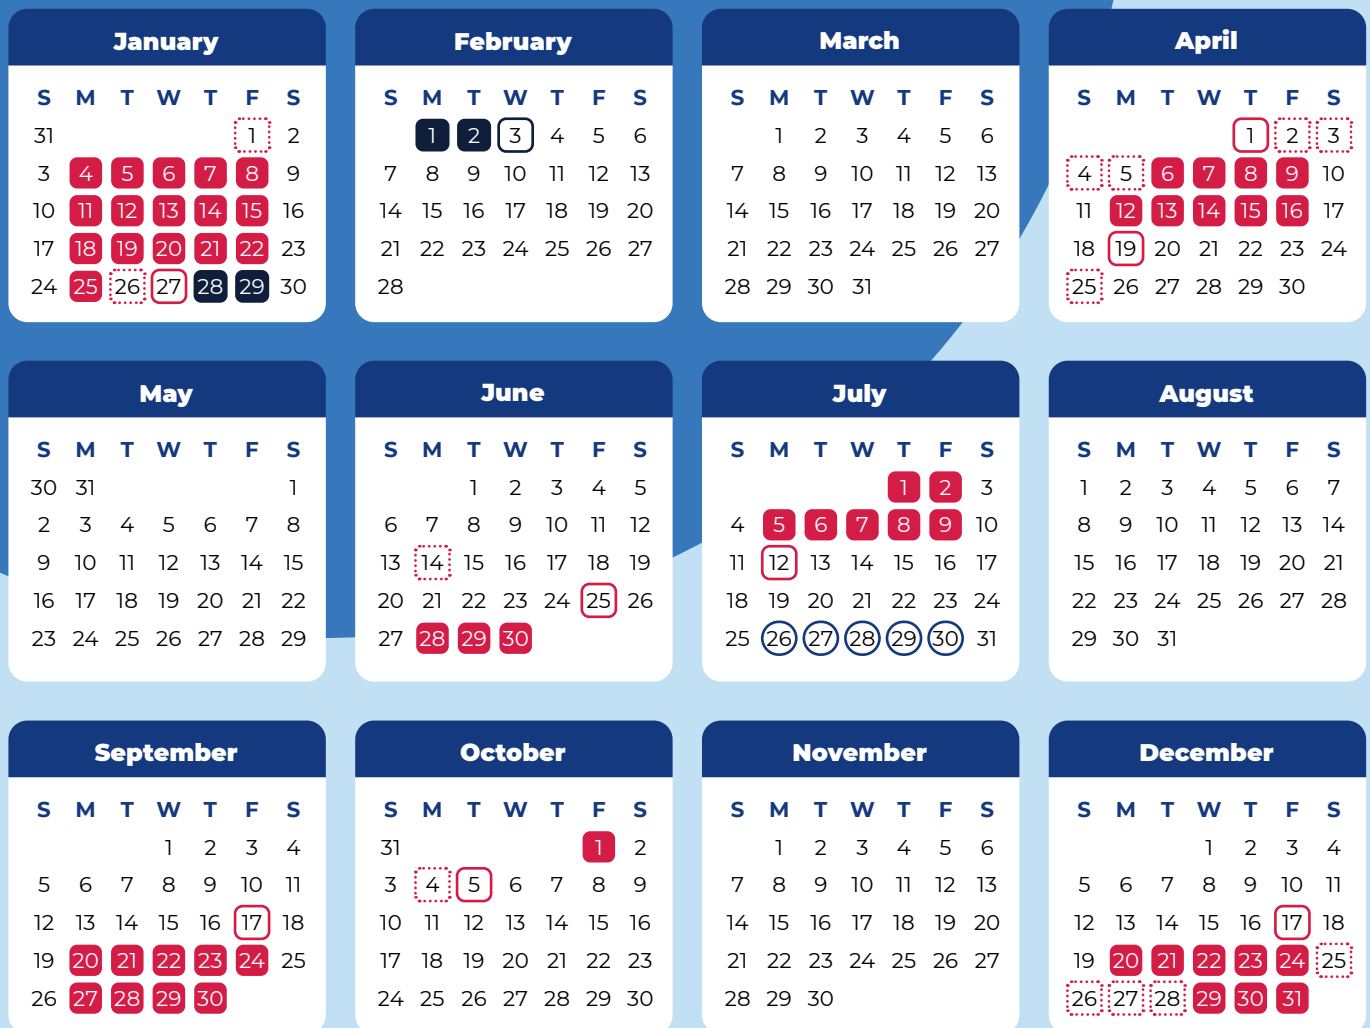 January
S M T W T F S
31 1 2
3 4 5 6 7 8 9
10 11 12 13 14 15 16
17 18 19 20 21 22 23
24 25 26 27 28 29 30
February
S M T W T F S
1 2 3 4 5 6
7 8 9 10 11 12 13
14 15 16 17 18 19 20
21 22 23 24 25 26 27
28
March
S M T W T F S
1 2 3 4 5 6
7 8 9 10 11 12 13
14 15 16 17 18 19 20
21 22 23 24 25 26 27
28 29 30 31
April
S M T W T F S
1 2 3
4 5 6 7 8 9 10
11 12 13 14 15 16 17
18 19 20 21 22 23 24
25 26 27 28 29 30
May
S M T W T F S
30 31 1
2 3 4 5 6 7 8
9 10 11 12 13 14 15
16 17 18 19 20 21 22
23 24 25 26 27 28 29
June
S M T W T F S
1 2 3 4 5
6 7 8 9 10 11 12
13 14 15 16 17 18 19
20 21 22 23 24 25 26
27 28 29 30
July
S M T W T F S
1 2 3
4 5 6 7 8 9 10
11 12 13 14 15 16 17
18 19 20 21 22 23 24
25 26 27 28 29 30 31
August
S M T W T F S
1 2 3 4 5 6 7
8 9 10 11 12 13 14
15 16 17 18 19 20 21
22 23 24 25 26 27 28
29 30 31
September
S M T W T F S
1 2 3 4
5 6 7 8 9 10 11
12 13 14 15 16 17 18
19 20 21 22 23 24 25
26 27 28 29 30
October
S M T W T F S
31 1 2
3 4 5 6 7 8 9
10 11 12 13 14 15 16
17 18 19 20 21 22 23
24 25 26 27 28 29 30
November
S M T W T F S
1 2 3 4 5 6
7 8 9 10 11 12 13
14 15 16 17 18 19 20
21 22 23 24 25 26 27
28 29 30
December
S M T W T F S
1 2 3 4
5 6 7 8 9 10 11
12 13 14 15 16 17 18
19 20 21 22 23 24 25
26 27 28 29 30 31